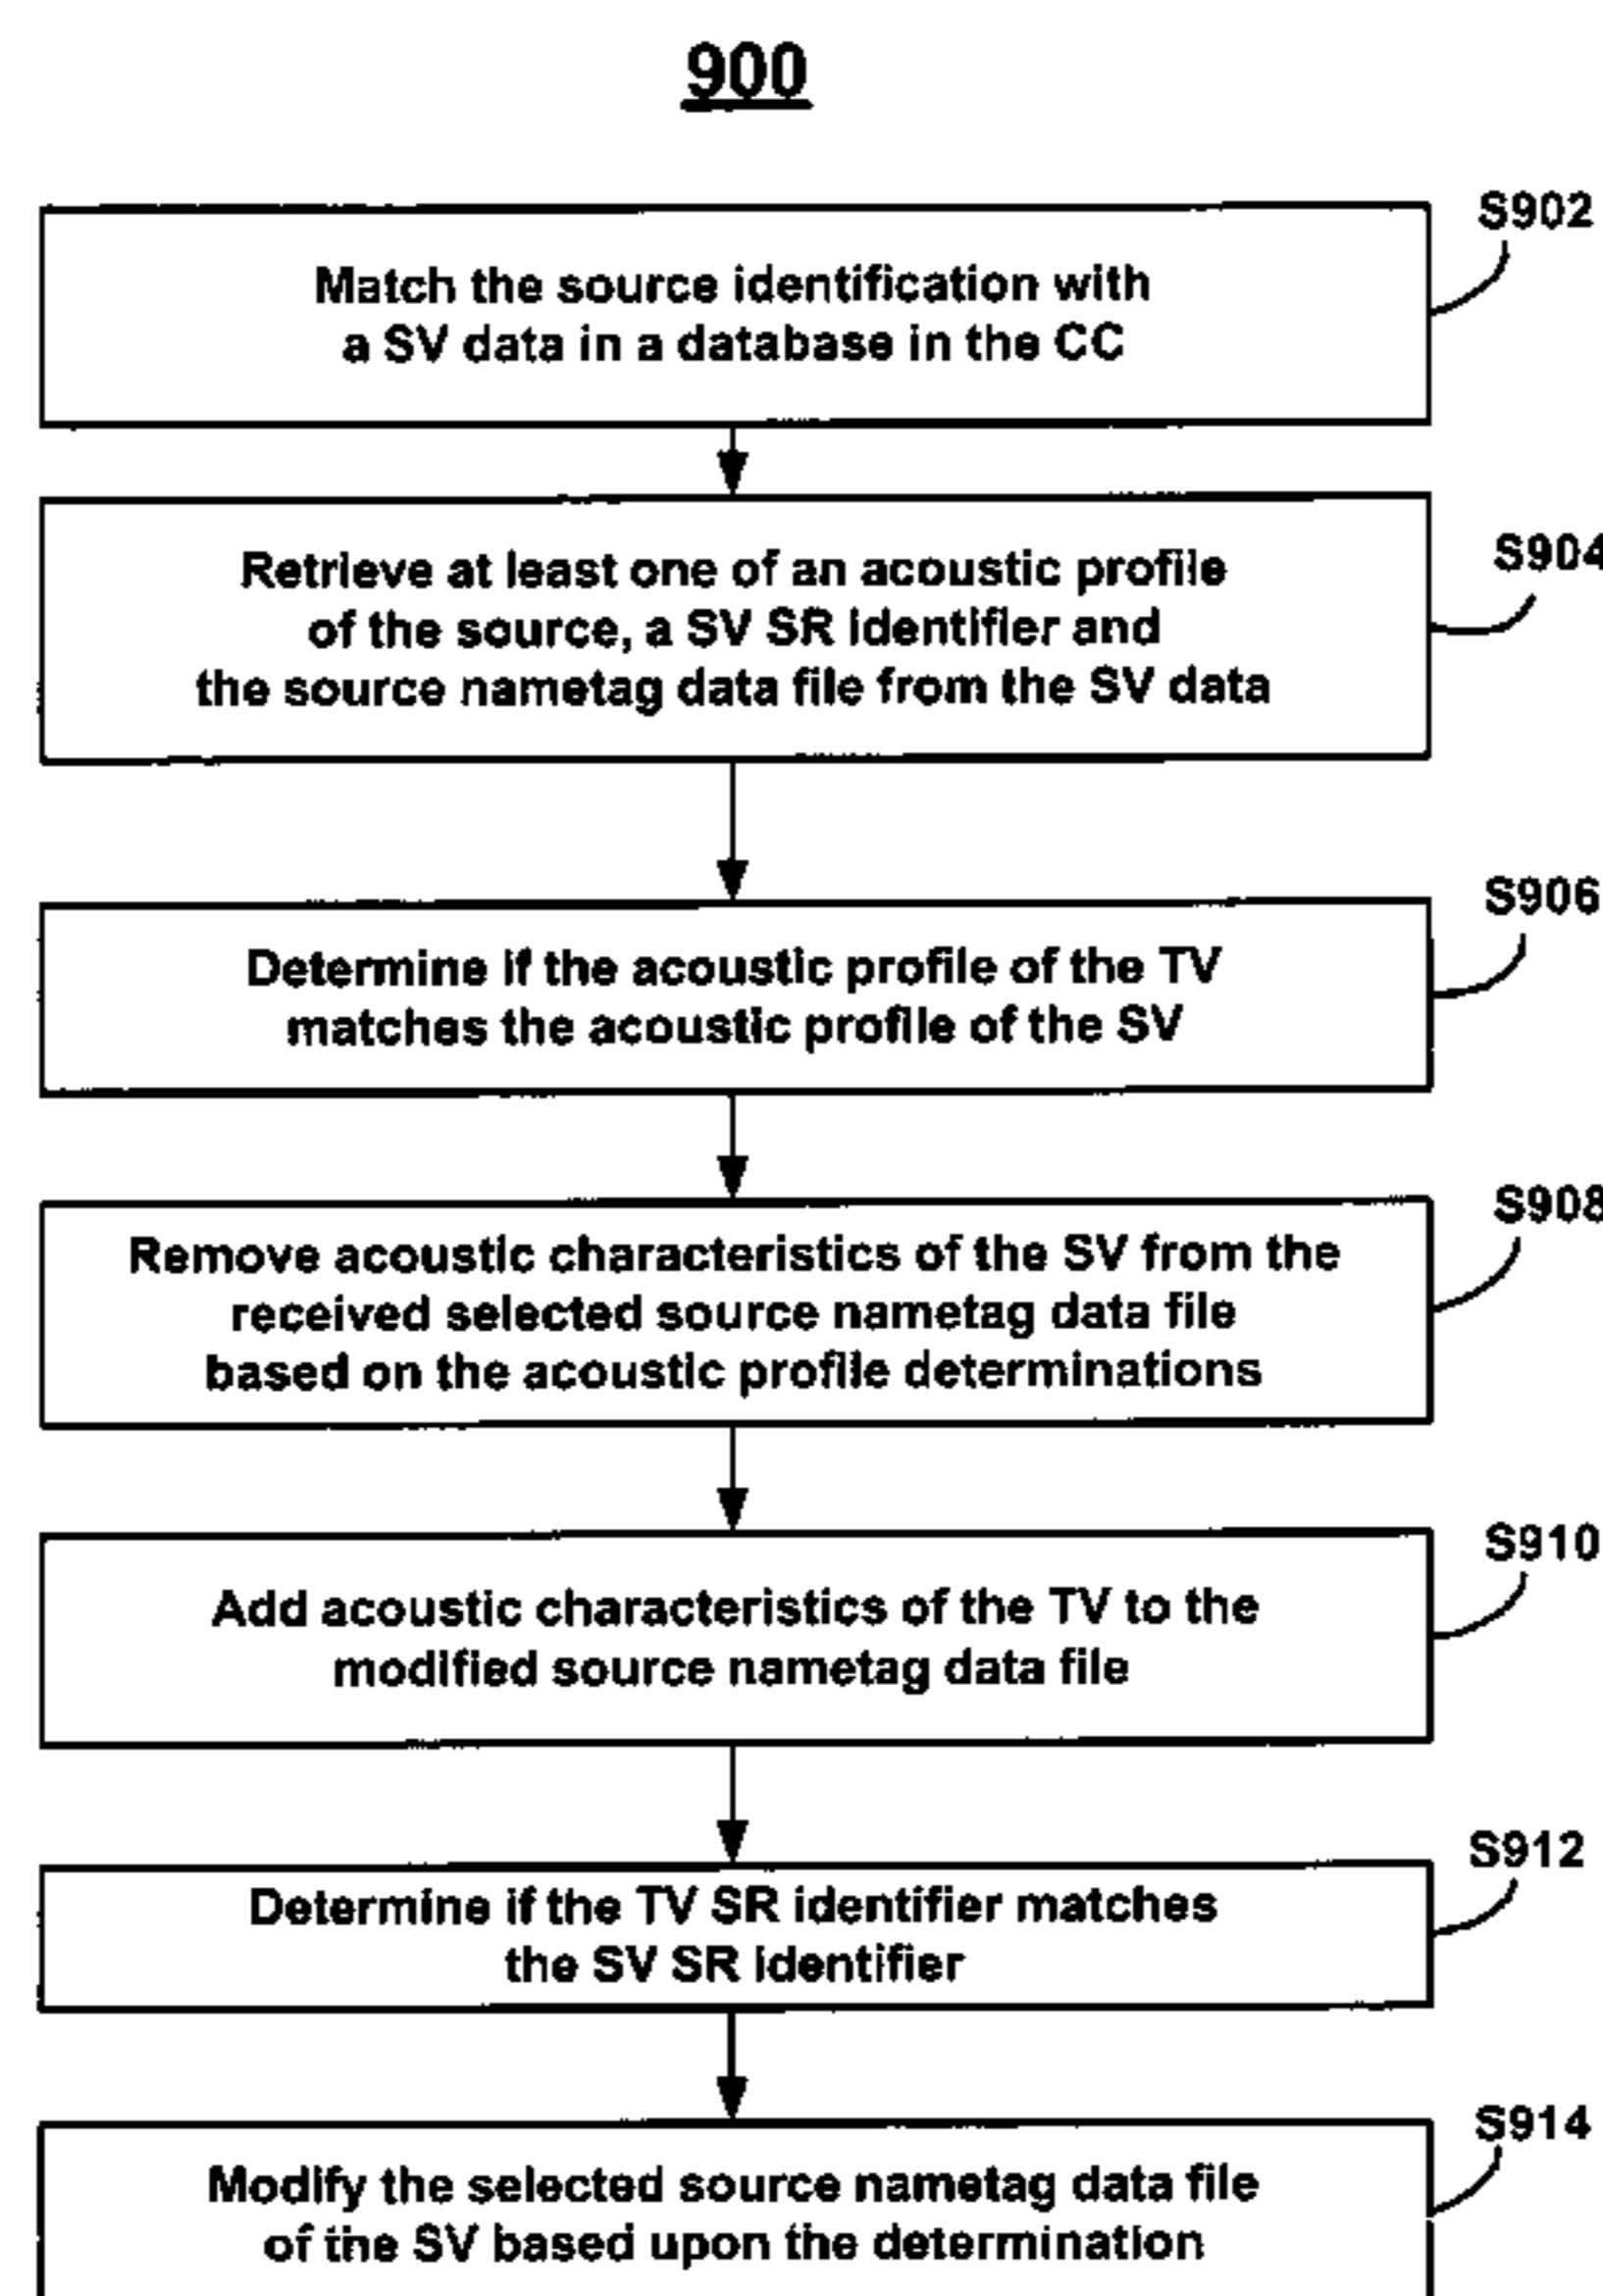 900
S902
Match the source identification with
a SV data in a database in the CC
S904
Retrieve at least one of an acoustic profile
of the source, a SV SR identifier and
the source nametag data file from the SV data
S906
Determine if the acoustic profile of the TV
matches the acoustic profile of the SV
S908
Remove acoustic characteristics of the SV from the
received selected source nametag data file
based on the acoustic profile determinations
S910
Add acoustic characteristics of the TV to the
modified source nametag data file
S912
Determine if the TV SR identifier matches
the SV SR identifier
S914
Modify the selected source nametag data file
of the SV based upon the determination